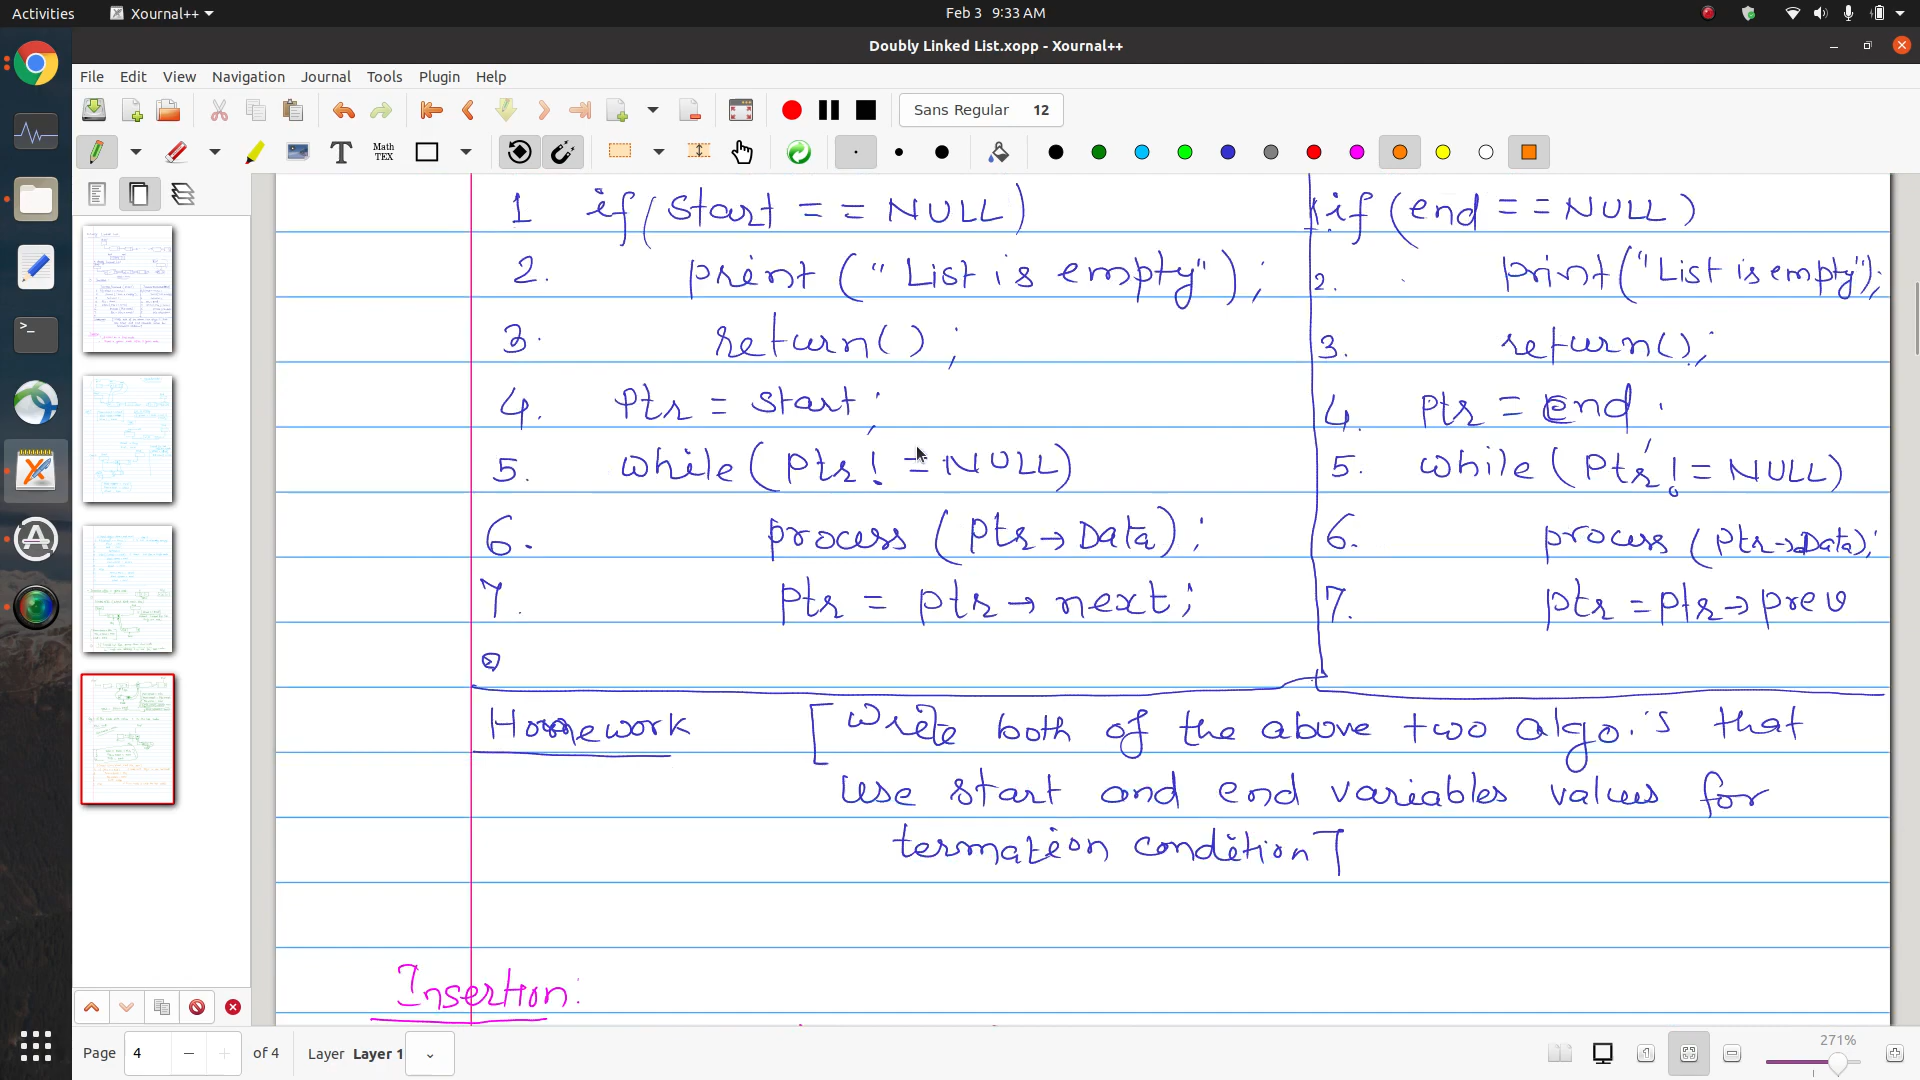 Activities Xournal++ Feb 3 9:33 AM
Doubly Linked List.xopp - Xournal++
File Edit View Navigation Journal Tools Plugin Help
Sans Regular 12
T Math TEX
1 if(start == NULL)
2. print("List is empty");
3. return();
4. Ptr = start;
5. while(Ptr! = NULL)
6. process(Ptr→Data);
7. Ptr = ptr→next;
1. if(end == NULL)
2. print("List is empty");
3. return();
4. Ptr = end;
5. while(Ptr! = NULL)
6. process(Ptr→Data);
7. ptr = ptr→prev
Homework [Write both of the above two algo.s that
use start and end variables values for
termation condition]
Insertion:
Page 4 of 4 Layer Layer 1 271%